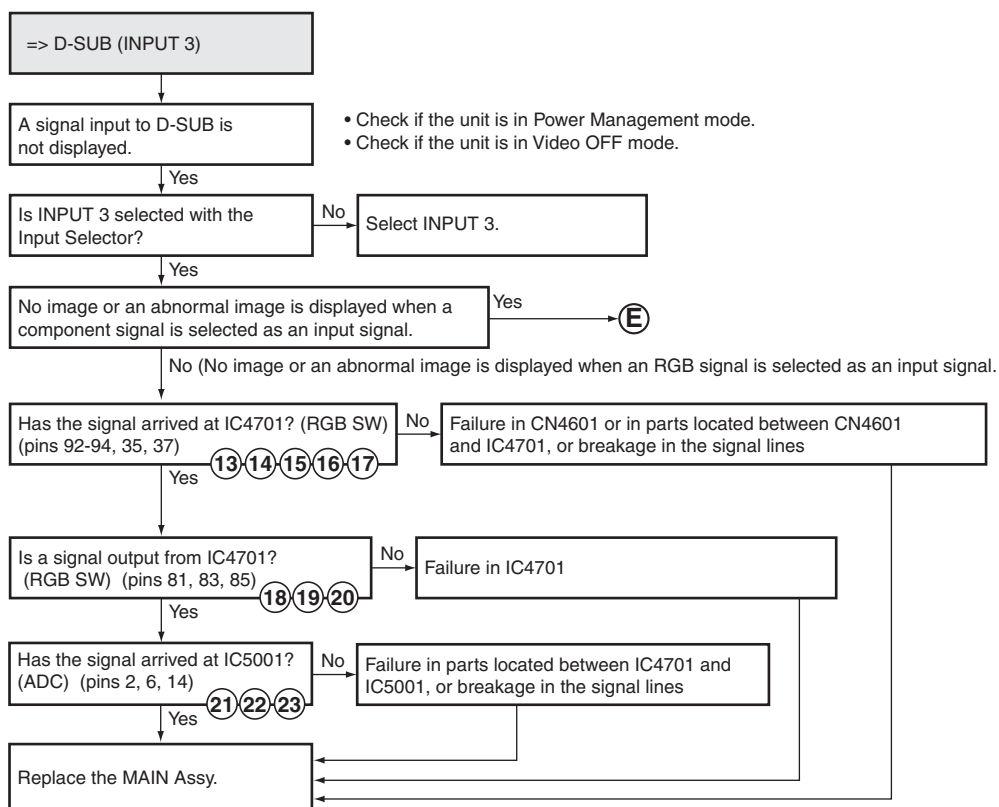 => D-SUB (INPUT 3)
A signal input to D-SUB is
not displayed.
• Check if the unit is in Power Management mode.
• Check if the unit is in Video OFF mode.
Yes
Is INPUT 3 selected with the
Input Selector?
No
Select INPUT 3.
Yes
No image or an abnormal image is displayed when a
component signal is selected as an input signal.
Yes
E
No (No image or an abnormal image is displayed when an RGB signal is selected as an input signal.
Has the signal arrived at IC4701? (RGB SW)
(pins 92-94, 35, 37)
13 14 15 16 17
No
Failure in CN4601 or in parts located between CN4601
and IC4701, or breakage in the signal lines
Yes
Is a signal output from IC4701?
(RGB SW) (pins 81, 83, 85)
18 19 20
No
Failure in IC4701
Yes
Has the signal arrived at IC5001?
(ADC) (pins 2, 6, 14)
21 22 23
No
Failure in parts located between IC4701 and
IC5001, or breakage in the signal lines
Yes
Replace the MAIN Assy.